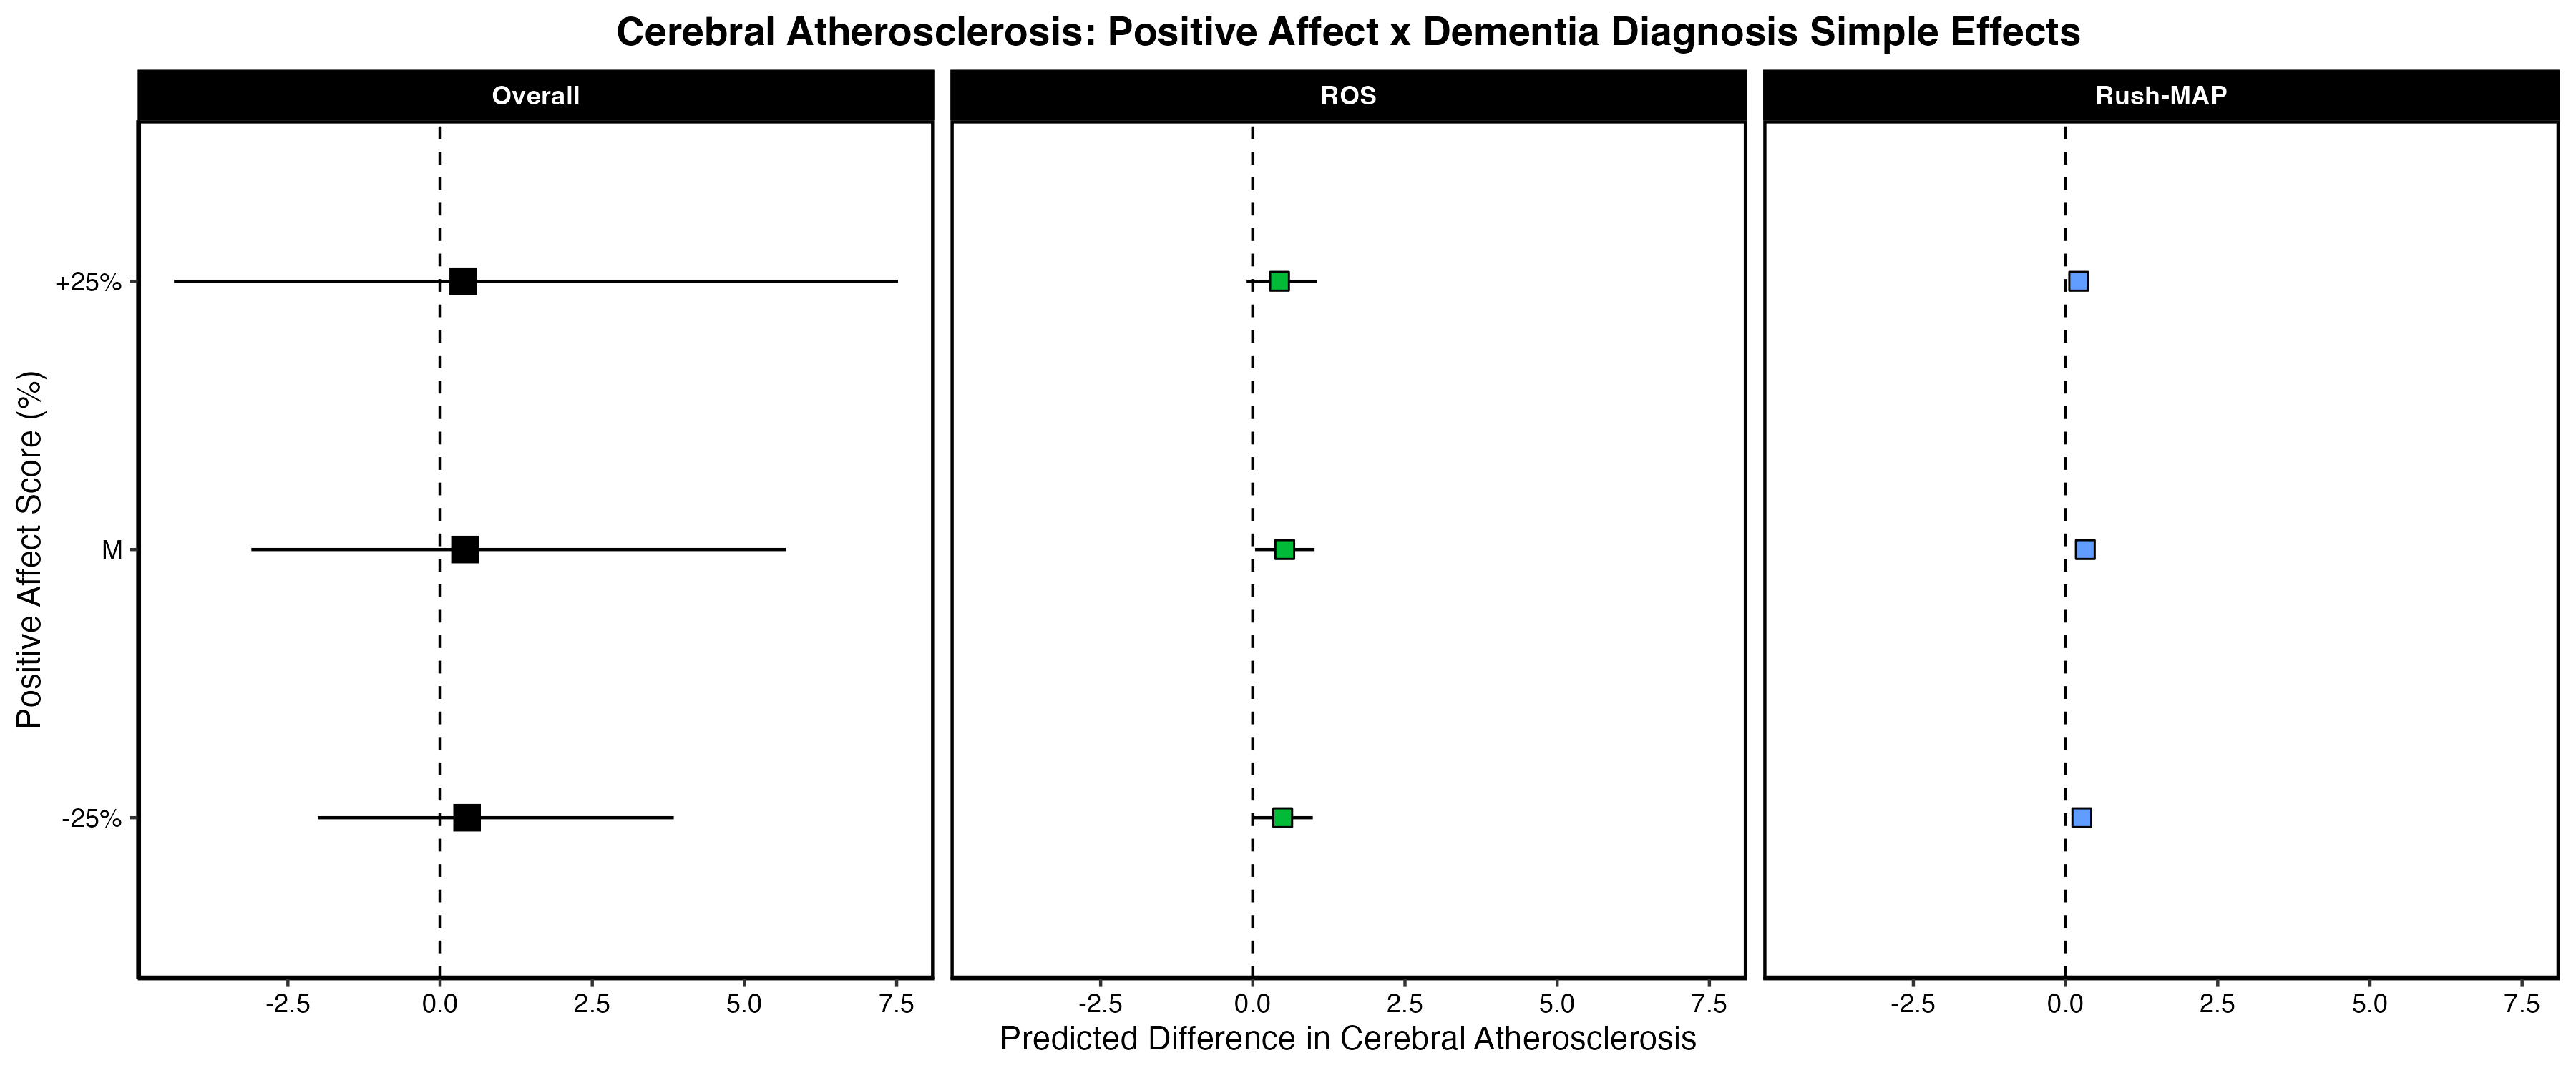 Cerebral Atherosclerosis: Positive Affect x Dementia Diagnosis Simple Effects
Overall
ROS
Rush-MAP
Positive Affect Score (%)
+25%
M
-25%
-2.5 0.0 2.5 5.0 7.5
-2.5 0.0 2.5 5.0 7.5
-2.5 0.0 2.5 5.0 7.5
Predicted Difference in Cerebral Atherosclerosis